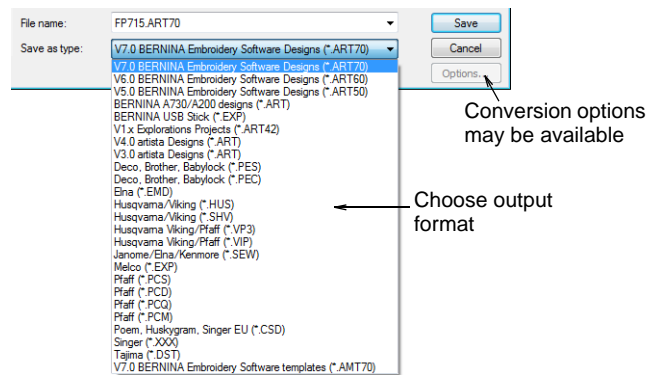 File name:
FP715.ART70
Save
Save as type:
V7.0 BERNINA Embroidery Software Designs (*.ART70)
Cancel
Options...
V7.0 BERNINA Embroidery Software Designs (*.ART70)
V6.0 BERNINA Embroidery Software Designs (*.ART60)
V5.0 BERNINA Embroidery Software Designs (*.ART50)
BERNINA A730/A200 designs (*.ART)
BERNINA USB Stick (*.EXP)
V1.x Explorations Projects (*.ART42)
V4.0 artista Designs (*.ART)
V3.0 artista Designs (*.ART)
Deco, Brother, Babylock (*.PES)
Deco, Brother, Babylock (*.PEC)
Elna (*.EMD)
Husqvarna/Viking (*.HUS)
Husqvarna/Viking (*.SHV)
Husqvarna Viking/Pfaff (*.VP3)
Husqvarna Viking/Pfaff (*.VIP)
Janome/Elna/Kenmore (*.SEW)
Melco (*.EXP)
Pfaff (*.PCS)
Pfaff (*.PCD)
Pfaff (*.PCQ)
Pfaff (*.PCM)
Poem, Huskygram, Singer EU (*.CSD)
Singer (*.XXX)
Tajima (*.DST)
V7.0 BERNINA Embroidery Software templates (*.AMT70)
Conversion options
may be available
Choose output
format